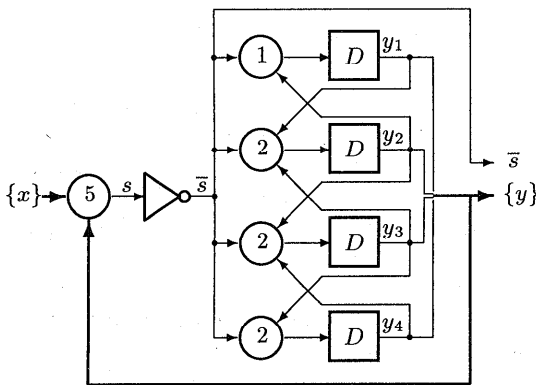 1 D y₁
2 D y₂
s̄
{x} 5 s s̄ {y}
2 D y₃
2 D y₄